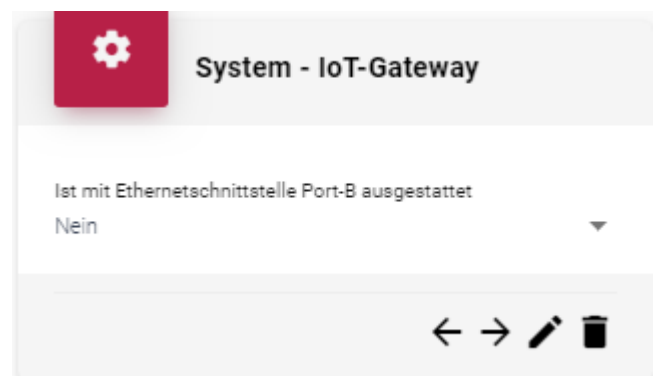 System - IoT-Gateway
Ist mit Ethernetschnittstelle Port-B ausgestattet
Nein